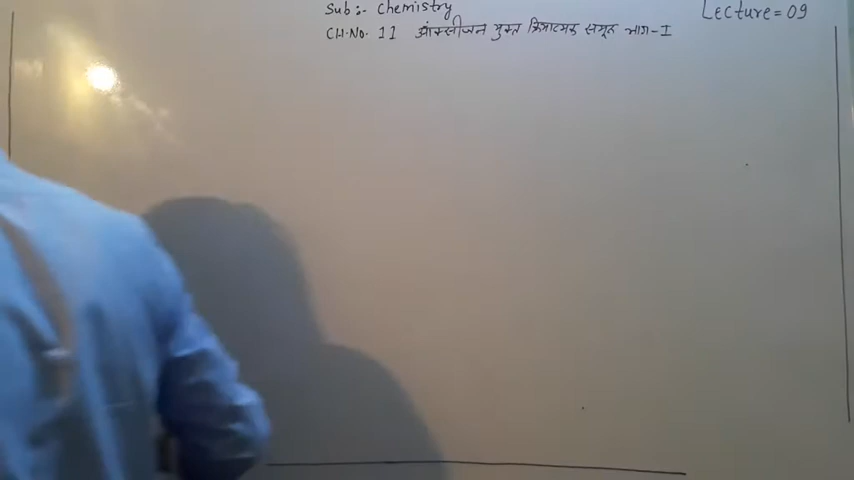 Sub:- Chemistry
Lecture = 09
CH.No. 11 ऑक्सीजन युक्त क्रियात्मक समूह भाग-I